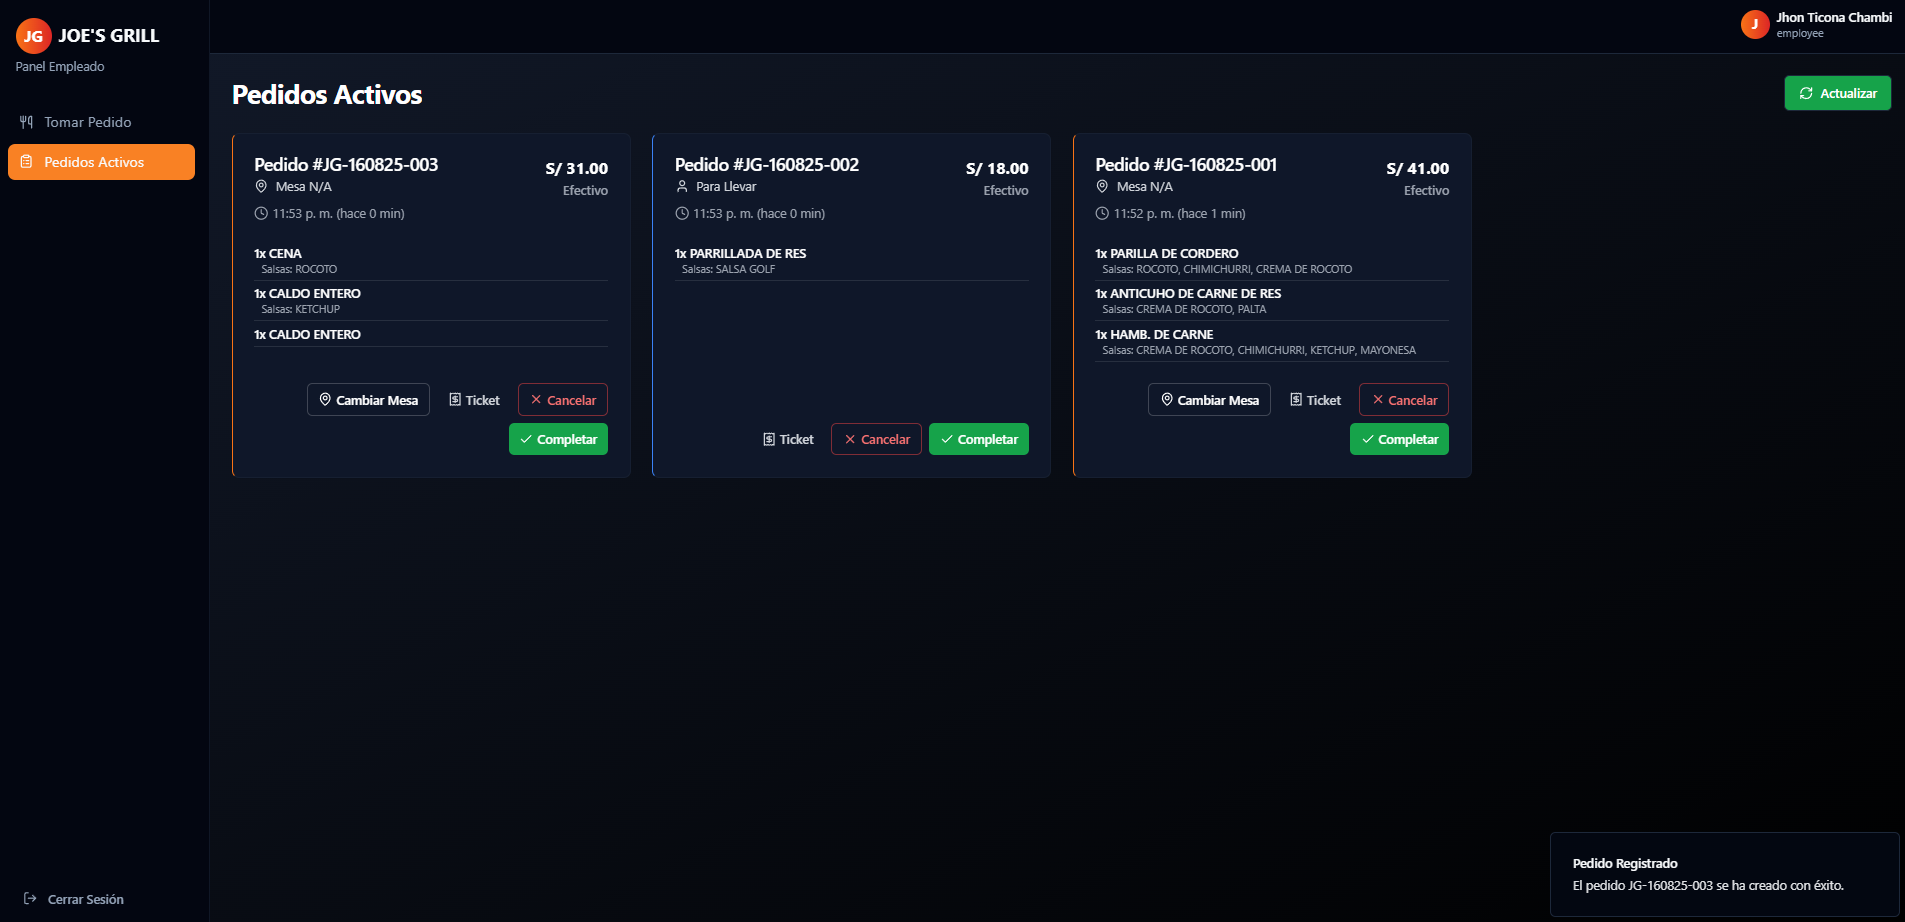 JG JOE'S GRILL
Panel Empleado
Tomar Pedido
Pedidos Activos
Cerrar Sesión
J
Jhon Ticona Chambi
employee
Pedidos Activos
Actualizar
Pedido #JG-160825-003
S/ 31.00
Mesa N/A
Efectivo
11:53 p. m. (hace 0 min)
1x CENA
Salsas: ROCOTO
1x CALDO ENTERO
Salsas: KETCHUP
1x CALDO ENTERO
Cambiar Mesa
Ticket
Cancelar
Completar
Pedido #JG-160825-002
S/ 18.00
Para Llevar
Efectivo
11:53 p. m. (hace 0 min)
1x PARRILLADA DE RES
Salsas: SALSA GOLF
Ticket
Cancelar
Completar
Pedido #JG-160825-001
S/ 41.00
Mesa N/A
Efectivo
11:52 p. m. (hace 1 min)
1x PARILLA DE CORDERO
Salsas: ROCOTO, CHIMICHURRI, CREMA DE ROCOTO
1x ANTICUHO DE CARNE DE RES
Salsas: CREMA DE ROCOTO, PALTA
1x HAMB. DE CARNE
Salsas: CREMA DE ROCOTO, CHIMICHURRI, KETCHUP, MAYONESA
Cambiar Mesa
Ticket
Cancelar
Completar
Pedido Registrado
El pedido JG-160825-003 se ha creado con éxito.